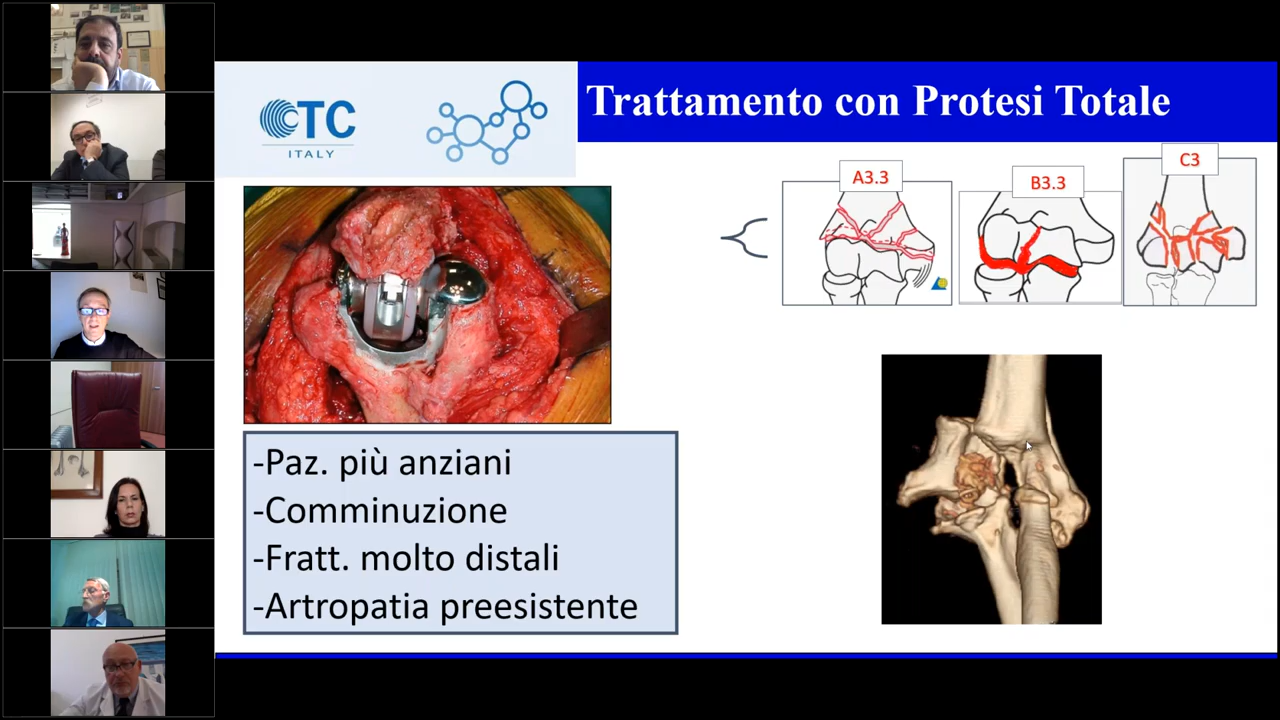 CTC
ITALY
Trattamento con Protesi Totale
A3.3
B3.3
C3
-Paz. più anziani
-Comminuzione
-Fratt. molto distali
-Artropatia preesistente